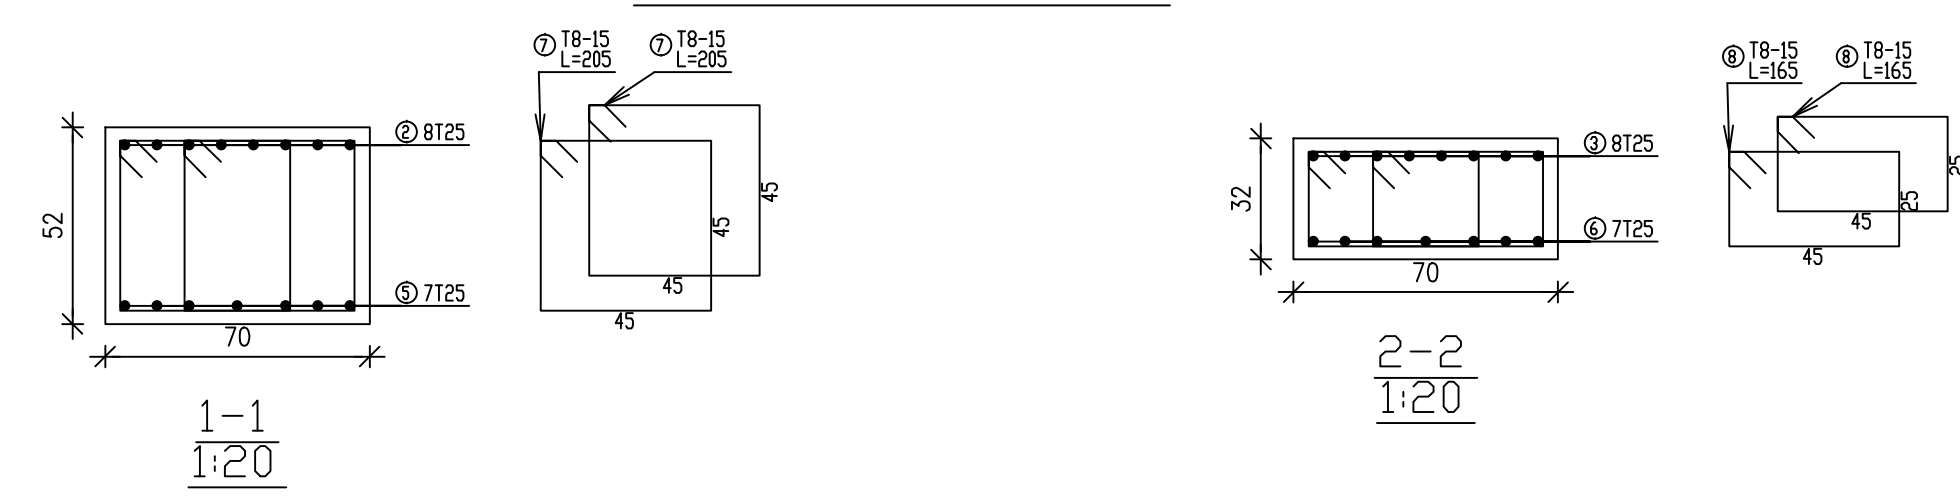 ⑦ T8-15
L=205
⑦ T8-15
L=205
② 8T25
52
⑤ 7T25
70
45
45
45
45
1-1
1:20
⑧ T8-15
L=165
⑧ T8-15
L=165
③ 8T25
32
⑥ 7T25
70
25
25
45
45
2-2
1:20